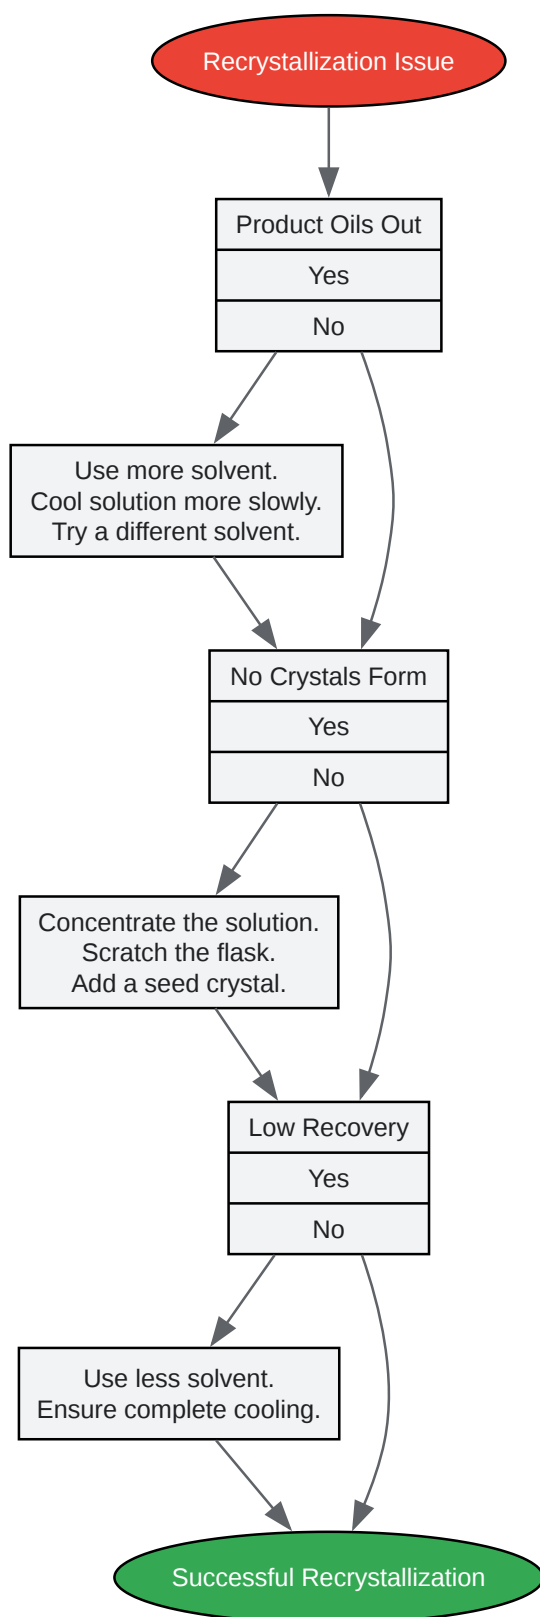 Recrystallization Issue
Product Oils Out
Yes
No
Use more solvent.
Cool solution more slowly.
Try a different solvent.
No Crystals Form
Yes
No
Concentrate the solution.
Scratch the flask.
Add a seed crystal.
Low Recovery
Yes
No
Use less solvent.
Ensure complete cooling.
Successful Recrystallization